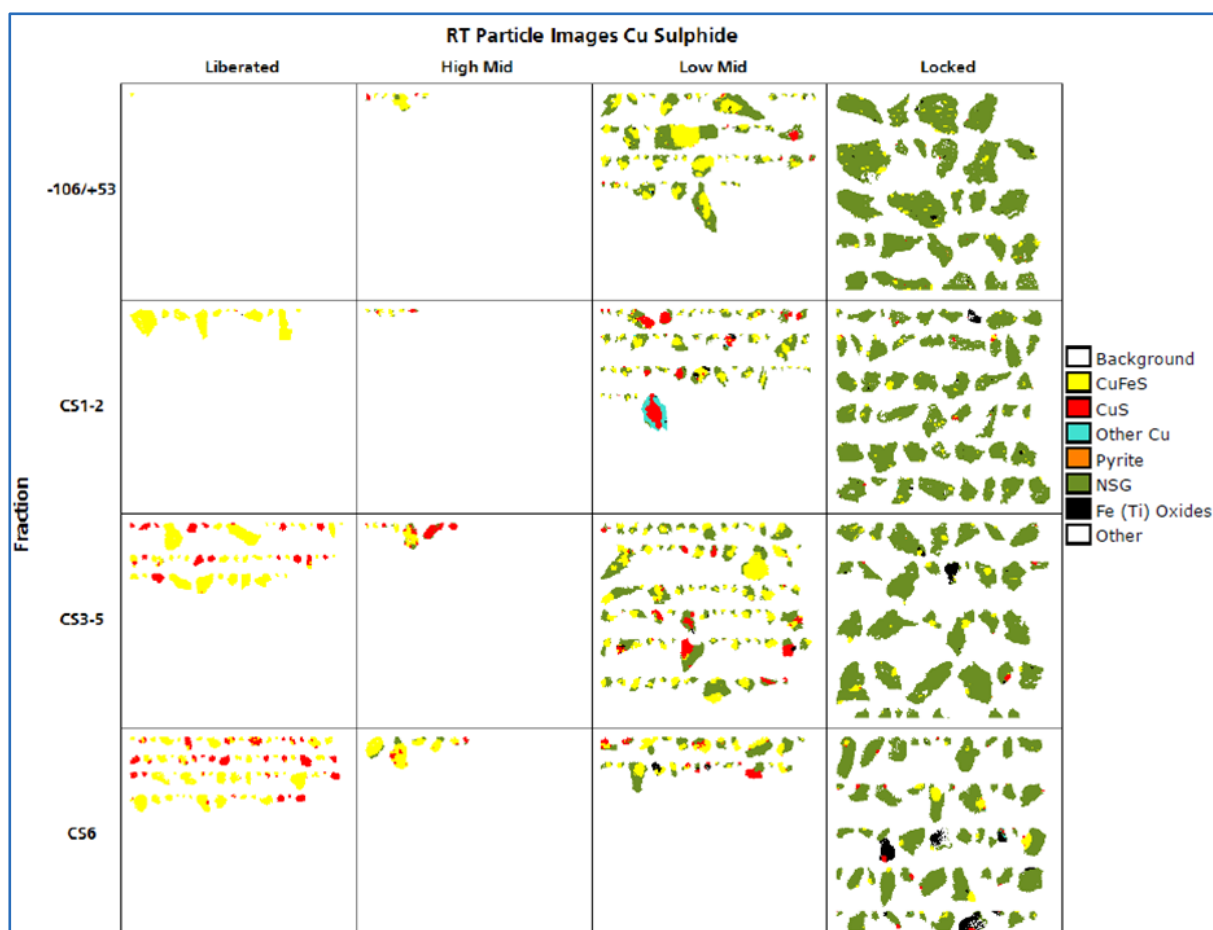 RT Particle Images Cu Sulphide
Liberated High Mid Low Mid Locked
-106/+53
CS1-2
CS3-5
CS6
Fraction
Background
CuFeS
CuS
Other Cu
Pyrite
NSG
Fe (Ti) Oxides
Other